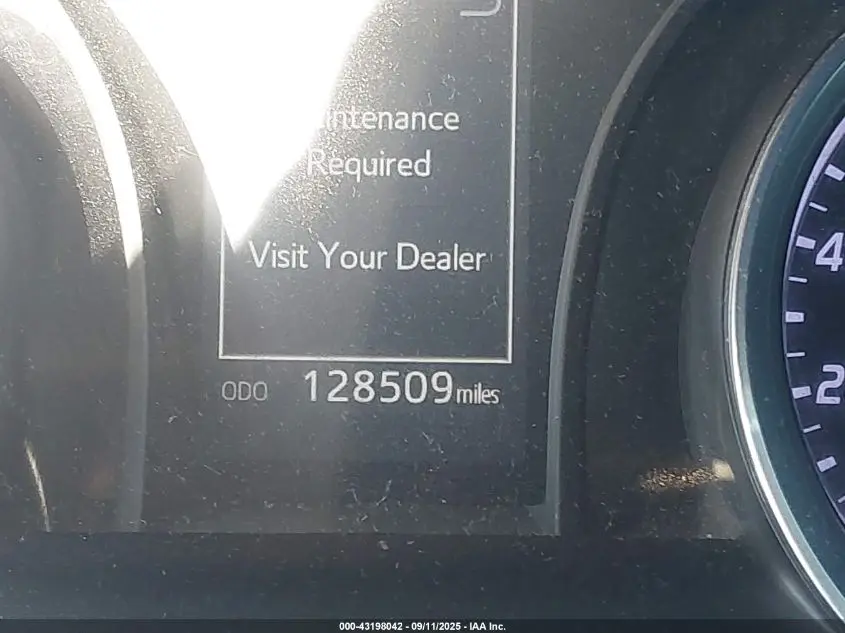 intenance
Required
Visit Your Dealer
ODO 128509 miles
4
2
000-43198042 - 09/11/2025 - IAA Inc.